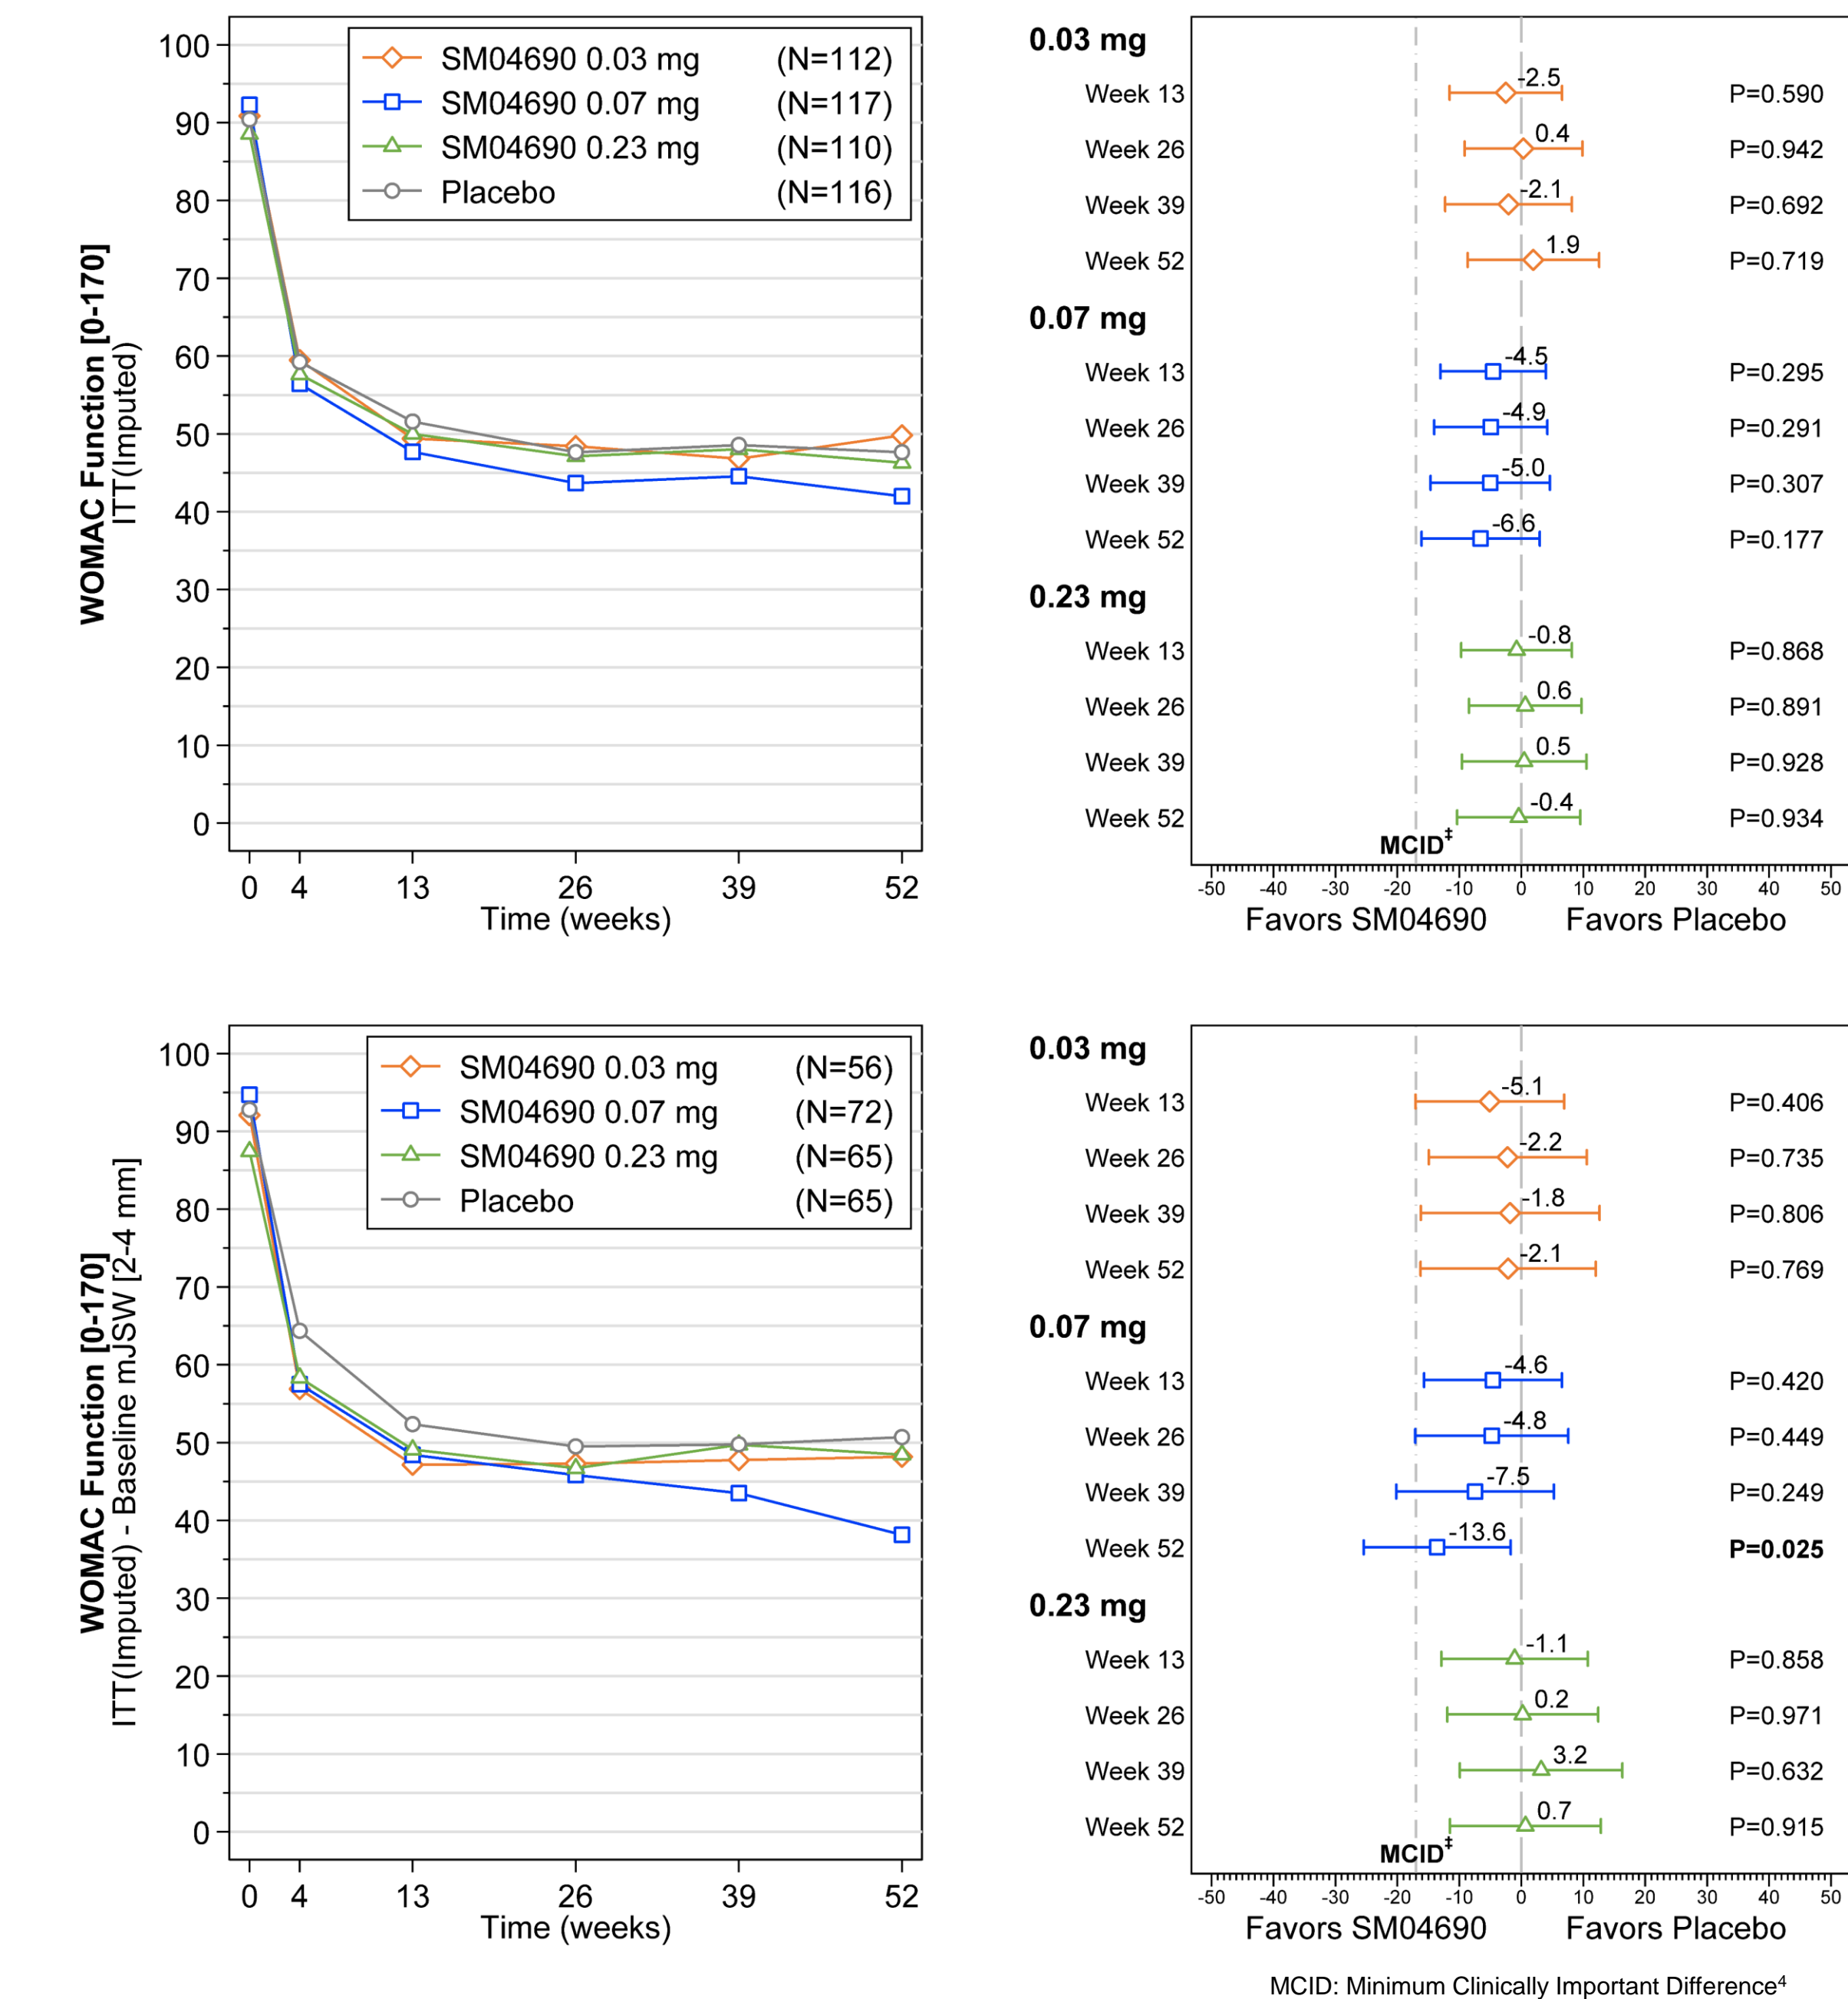 WOMAC Function [0-170]
ITT(Imputed)
100
90
80
70
60
50
40
30
20
10
0
SM04690 0.03 mg (N=112)
SM04690 0.07 mg (N=117)
SM04690 0.23 mg (N=110)
Placebo (N=116)
0 4 13 26 39 52
Time (weeks)
0.03 mg
Week 13 -2.5 P=0.590
Week 26 0.4 P=0.942
Week 39 -2.1 P=0.692
Week 52 1.9 P=0.719
0.07 mg
Week 13 -4.5 P=0.295
Week 26 -4.9 P=0.291
Week 39 -5.0 P=0.307
Week 52 -6.6 P=0.177
0.23 mg
Week 13 -0.8 P=0.868
Week 26 0.6 P=0.891
Week 39 0.5 P=0.928
Week 52 -0.4 P=0.934
MCID‡
-50 -40 -30 -20 -10 0 10 20 30 40 50
Favors SM04690 Favors Placebo
WOMAC Function [0-170]
ITT(Imputed) - Baseline mJSW [2-4 mm]
100
90
80
70
60
50
40
30
20
10
0
SM04690 0.03 mg (N=56)
SM04690 0.07 mg (N=72)
SM04690 0.23 mg (N=65)
Placebo (N=65)
0 4 13 26 39 52
Time (weeks)
0.03 mg
Week 13 -5.1 P=0.406
Week 26 -2.2 P=0.735
Week 39 -1.8 P=0.806
Week 52 -2.1 P=0.769
0.07 mg
Week 13 -4.6 P=0.420
Week 26 -4.8 P=0.449
Week 39 -7.5 P=0.249
Week 52 -13.6 P=0.025
0.23 mg
Week 13 -1.1 P=0.858
Week 26 0.2 P=0.971
Week 39 3.2 P=0.632
Week 52 0.7 P=0.915
MCID‡
-50 -40 -30 -20 -10 0 10 20 30 40 50
Favors SM04690 Favors Placebo
MCID: Minimum Clinically Important Difference⁴